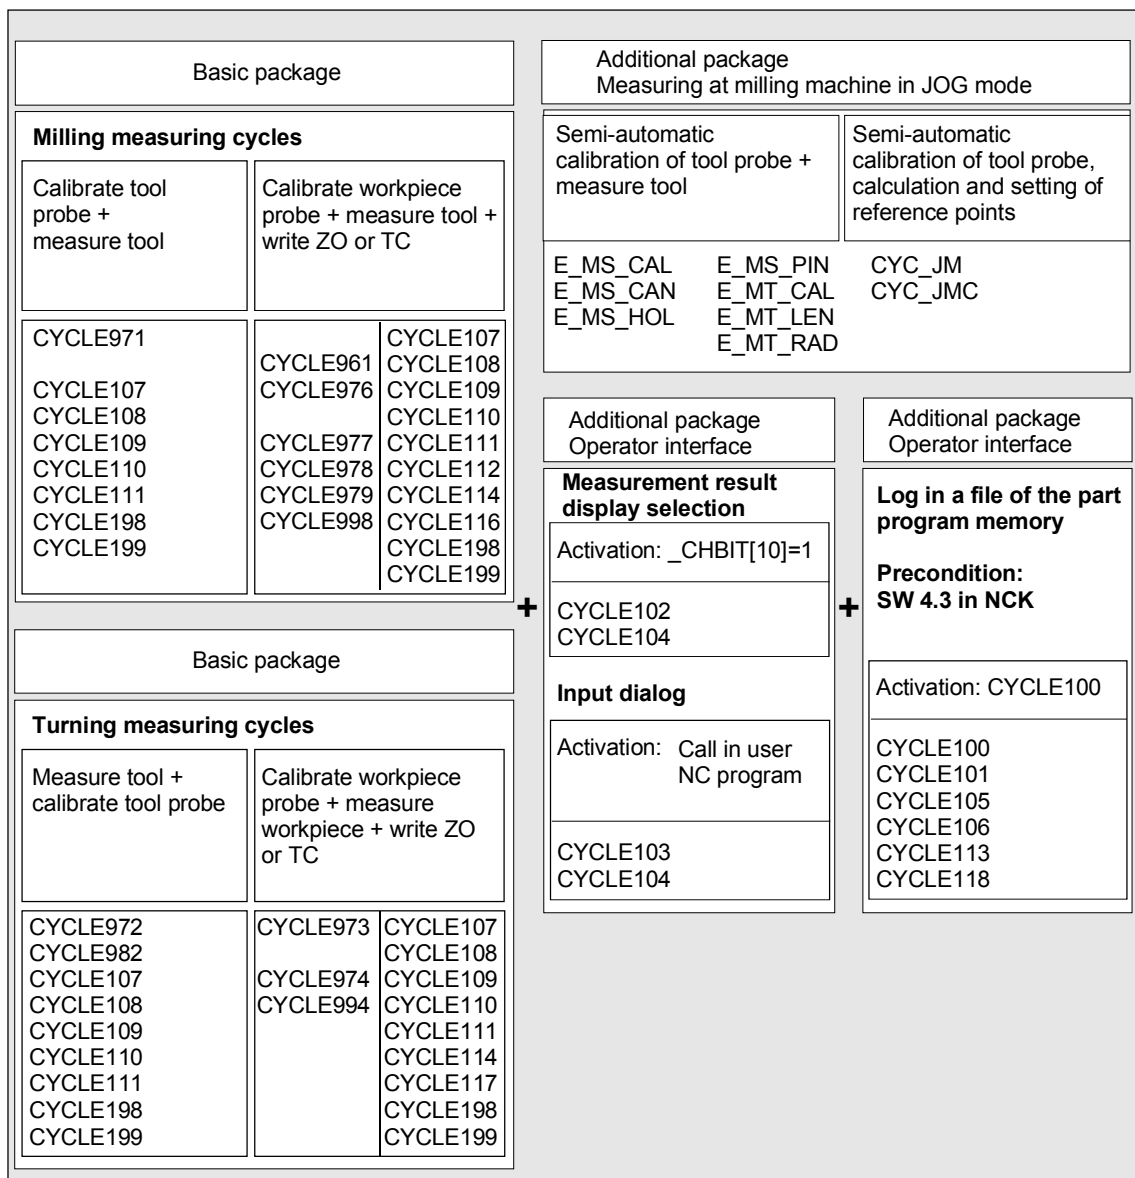 Basic package
Milling measuring cycles
Calibrate tool
probe +
measure tool
Calibrate workpiece
probe + measure tool +
write ZO or TC
CYCLE971
CYCLE107
CYCLE108
CYCLE109
CYCLE110
CYCLE111
CYCLE198
CYCLE199
CYCLE961
CYCLE976
CYCLE977
CYCLE978
CYCLE979
CYCLE998
CYCLE107
CYCLE108
CYCLE109
CYCLE110
CYCLE111
CYCLE112
CYCLE114
CYCLE116
CYCLE198
CYCLE199
Basic package
Turning measuring cycles
Measure tool +
calibrate tool probe
Calibrate workpiece
probe + measure
workpiece + write ZO
or TC
CYCLE972
CYCLE982
CYCLE107
CYCLE108
CYCLE109
CYCLE110
CYCLE111
CYCLE198
CYCLE199
CYCLE973
CYCLE974
CYCLE994
CYCLE107
CYCLE108
CYCLE109
CYCLE110
CYCLE111
CYCLE114
CYCLE117
CYCLE198
CYCLE199
Additional package
Measuring at milling machine in JOG mode
Semi-automatic
calibration of tool probe +
measure tool
Semi-automatic
calibration of tool probe,
calculation and setting of
reference points
E_MS_CAL
E_MS_CAN
E_MS_HOL
E_MS_PIN
E_MT_CAL
E_MT_LEN
E_MT_RAD
CYC_JM
CYC_JMC
+
Additional package
Operator interface
Measurement result
display selection
Activation: _CHBIT[10]=1
CYCLE102
CYCLE104
Input dialog
Activation: Call in user
NC program
CYCLE103
CYCLE104
+
Additional package
Operator interface
Log in a file of the part
program memory
Precondition:
SW 4.3 in NCK
Activation: CYCLE100
CYCLE100
CYCLE101
CYCLE105
CYCLE106
CYCLE113
CYCLE118